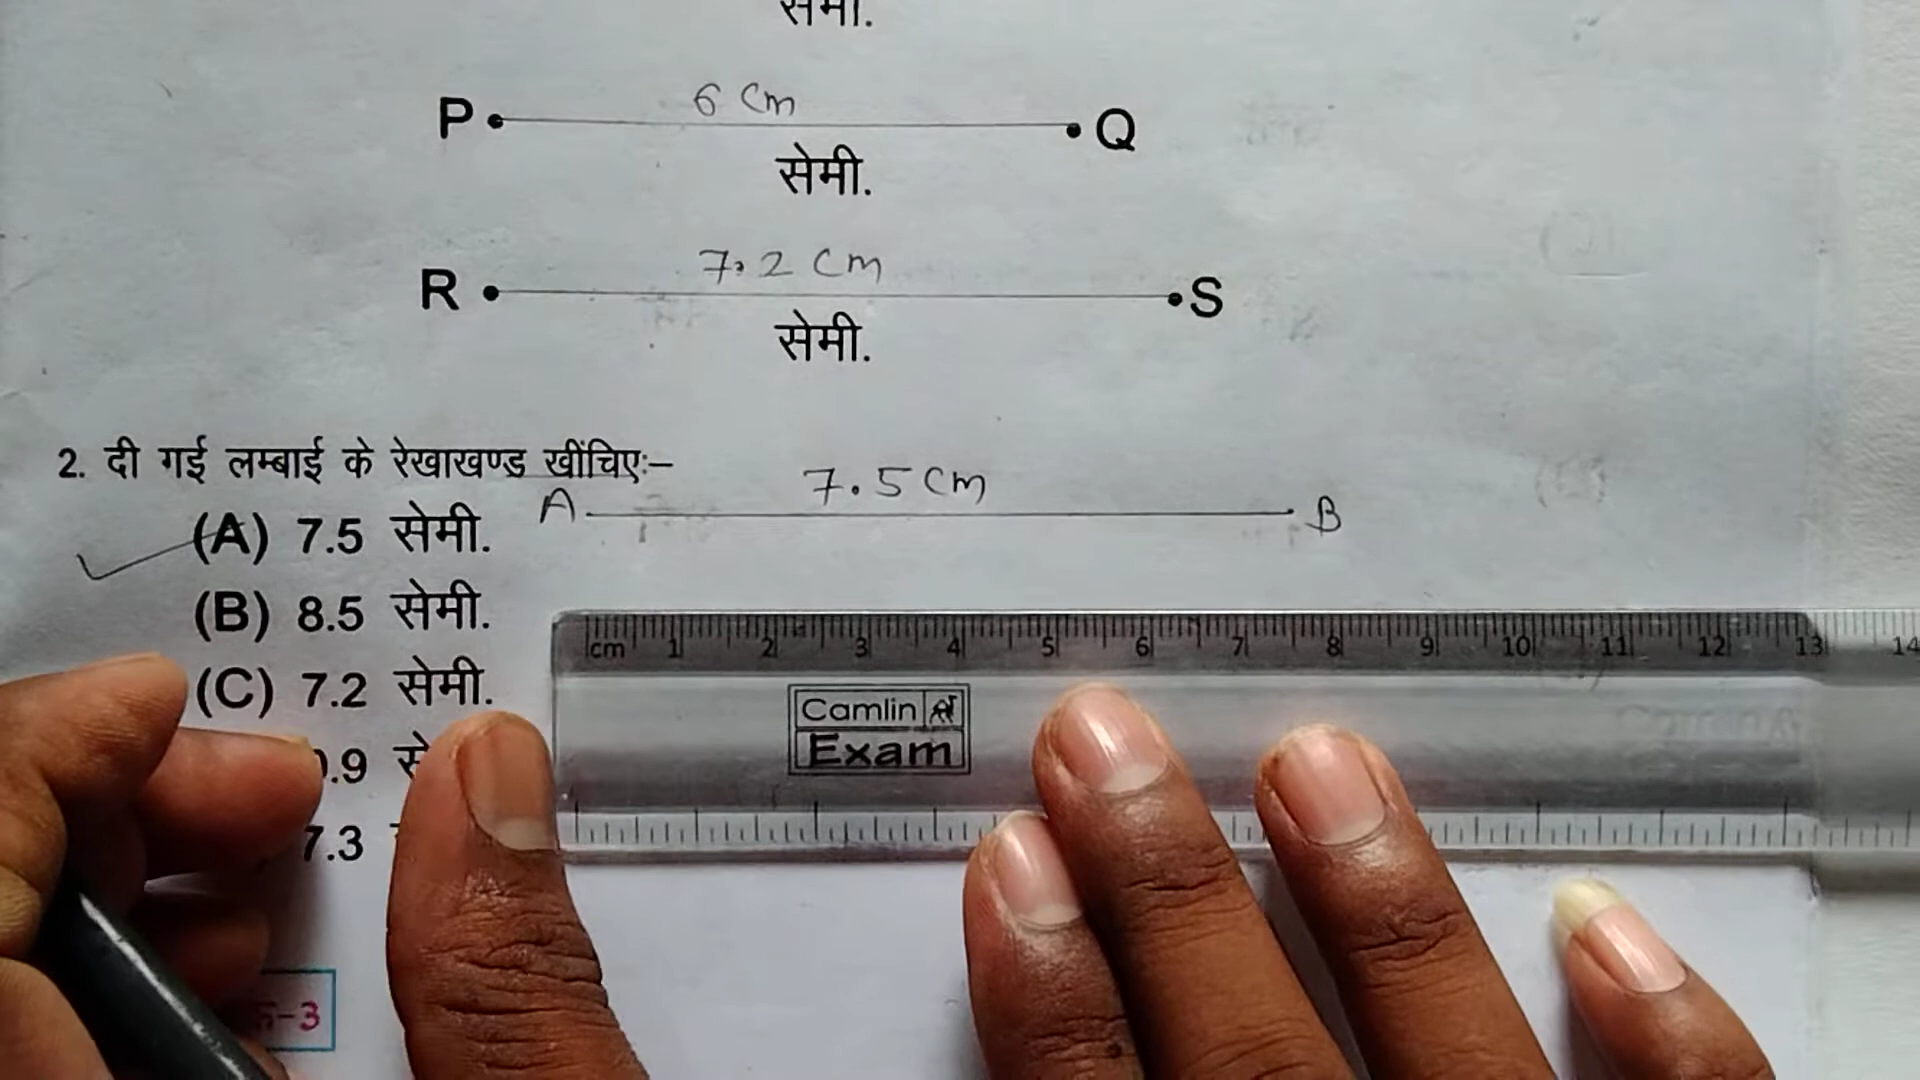 सेमी.
6 cm
P Q
सेमी.
7.2 cm
R S
सेमी.
2. दी गई लम्बाई के रेखाखण्ड खींचिए:–
7.5 cm
A B
(A) 7.5 सेमी.
(B) 8.5 सेमी.
cm 1 2 3 4 5 6 7 8 9 10 11 12 13 14
(C) 7.2 सेमी.
Camlin
Exam
.9
7.3
-3